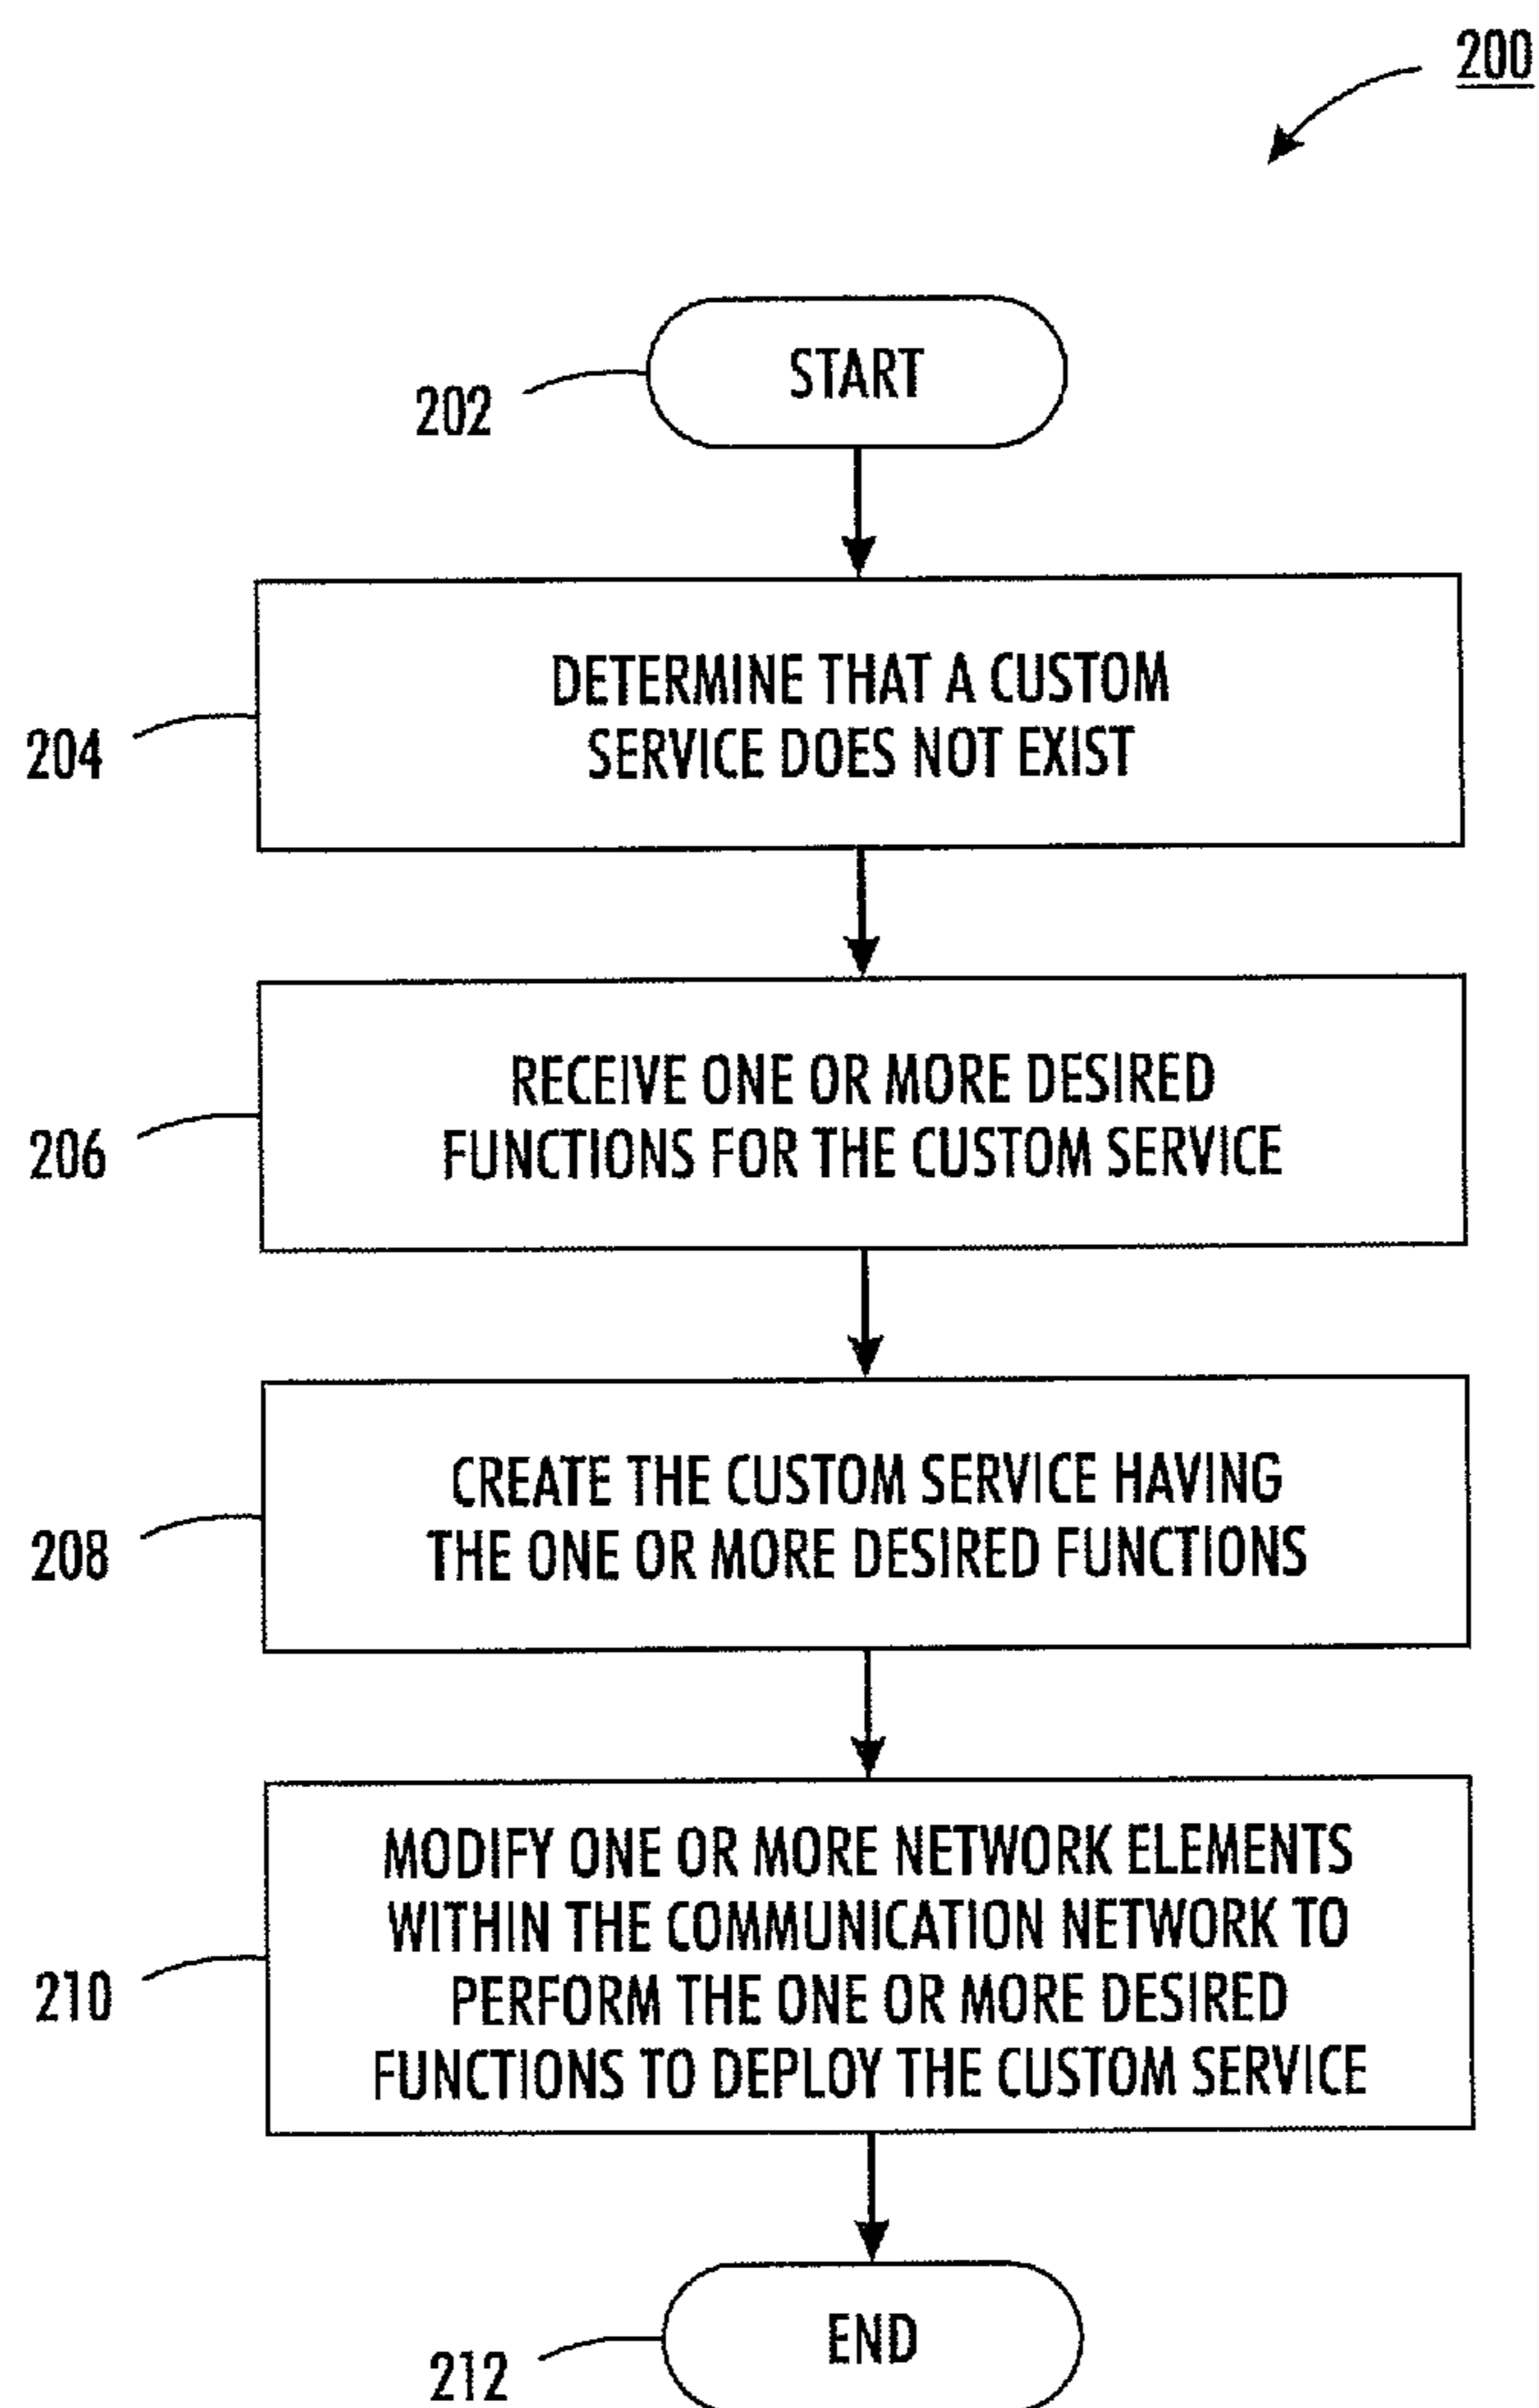 200
START
202
DETERMINE THAT A CUSTOM
SERVICE DOES NOT EXIST
204
RECEIVE ONE OR MORE DESIRED
FUNCTIONS FOR THE CUSTOM SERVICE
206
CREATE THE CUSTOM SERVICE HAVING
THE ONE OR MORE DESIRED FUNCTIONS
208
MODIFY ONE OR MORE NETWORK ELEMENTS
WITHIN THE COMMUNICATION NETWORK TO
PERFORM THE ONE OR MORE DESIRED
FUNCTIONS TO DEPLOY THE CUSTOM SERVICE
210
END
212